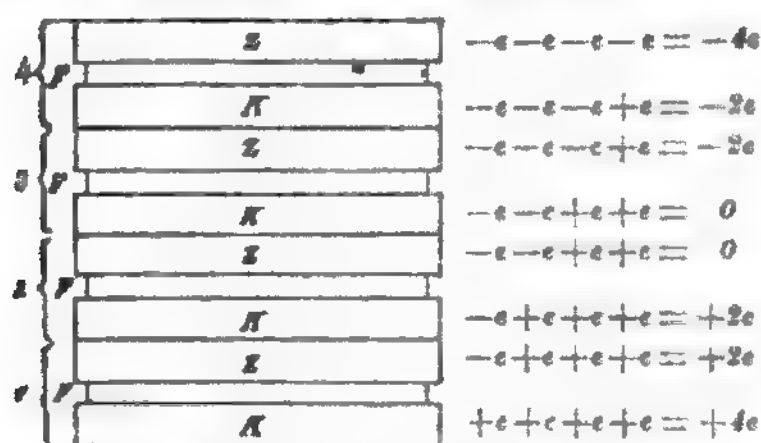 Z −e−e−e−e = −4e
4 F
K −e−e−e+e = −2e
Z −e−e−e+e = −2e
3 F
K −e−e+e+e = 0
Z −e−e+e+e = 0
2 F
K −e+e+e+e = +2e
Z −e+e+e+e = +2e
1 F
K +e+e+e+e = +4e